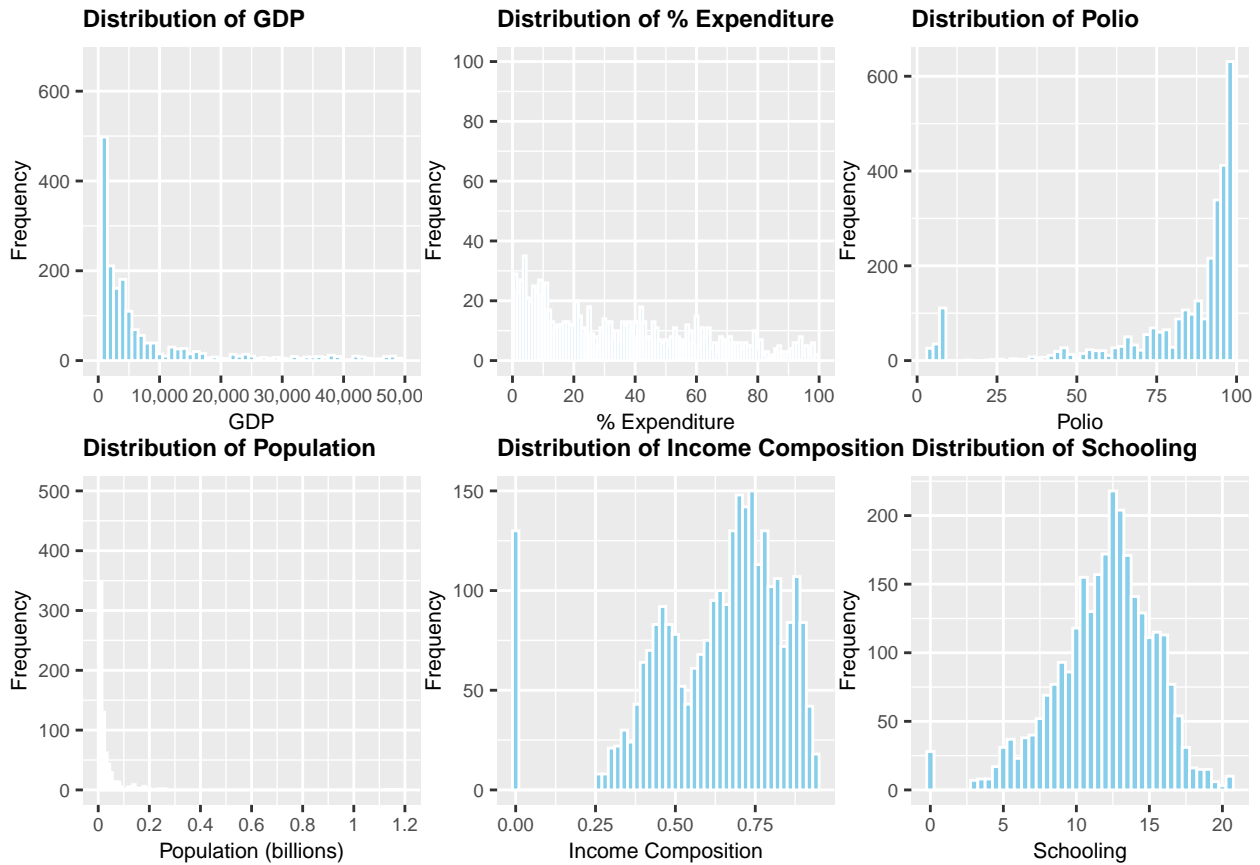 Distribution of GDP
Frequency
600
400
200
0
0 10,000 20,000 30,000 40,000 50,00
GDP
Distribution of % Expenditure
Frequency
100
80
60
40
20
0
0 20 40 60 80 100
% Expenditure
Distribution of Polio
Frequency
600
400
200
0
0 25 50 75 100
Polio
Distribution of Population
Frequency
500
400
300
200
100
0
0 0.2 0.4 0.6 0.8 1 1.2
Population (billions)
Distribution of Income Composition
Frequency
150
100
50
0
0.00 0.25 0.50 0.75
Income Composition
Distribution of Schooling
Frequency
200
150
100
50
0
0 5 10 15 20
Schooling